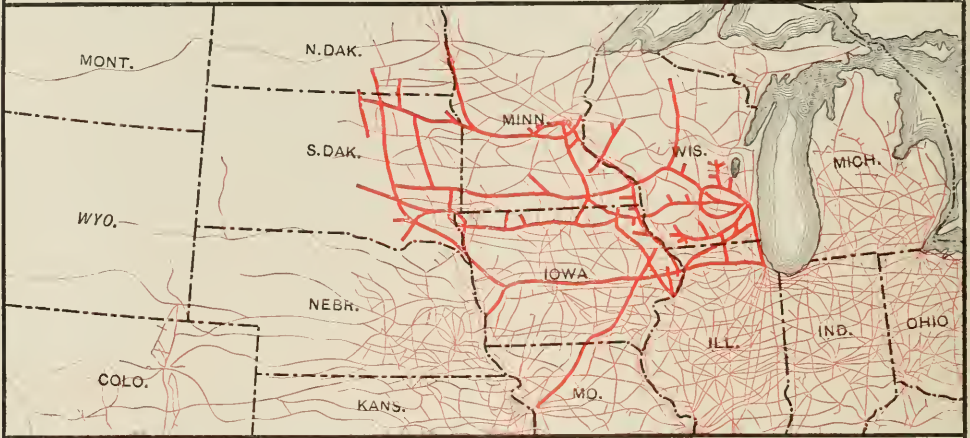 MONT.
N.DAK.
MINN.
S.DAK.
WIS.
MICH.
WYO.
IOWA
NEBR.
ILL.
IND.
OHIO
COLO.
KANS.
MO.